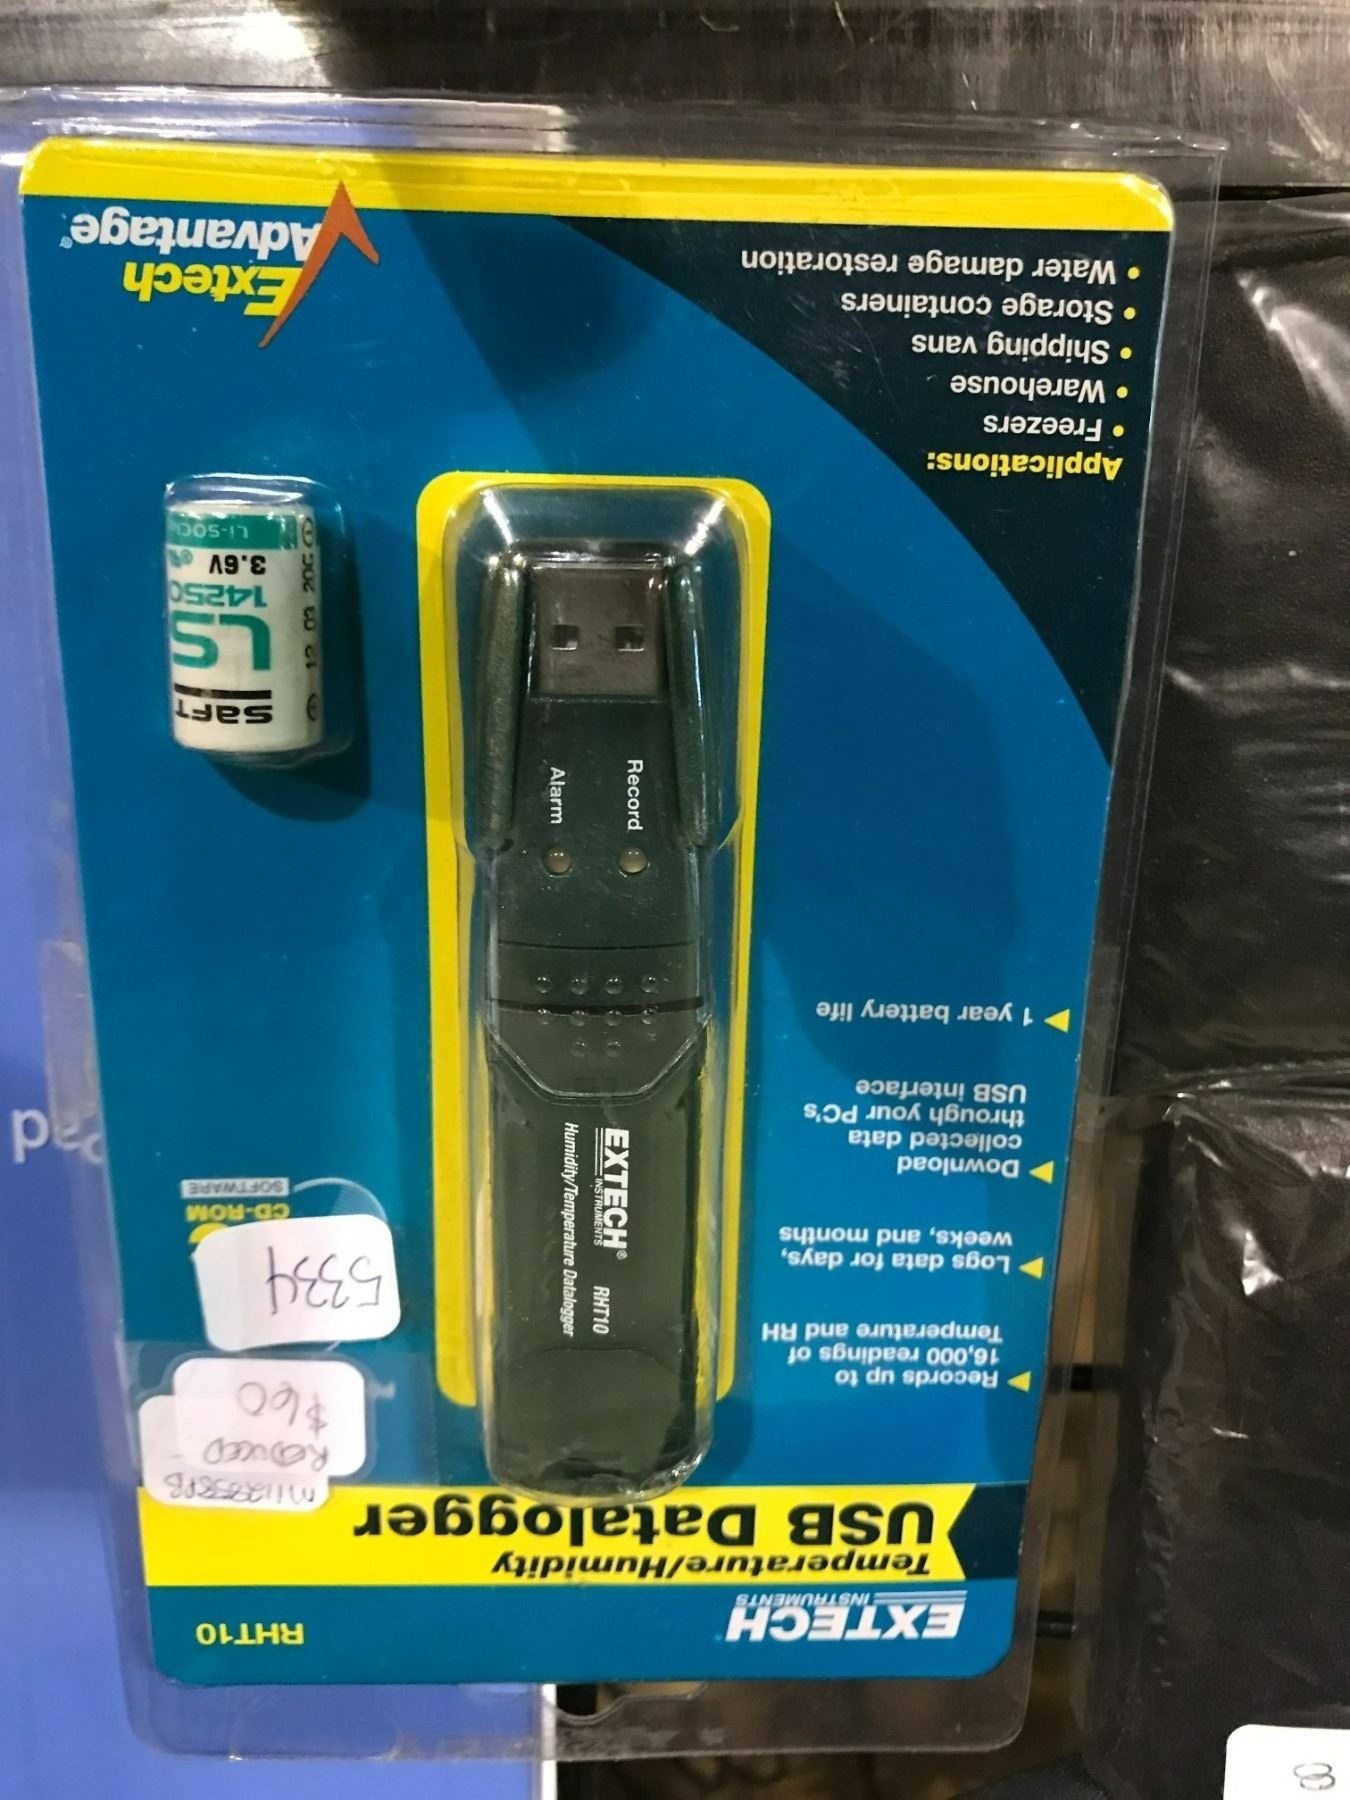 EXTECH
INSTRUMENTS
RHT10
Temperature/Humidity
USB Datalogger
REDUCED
$60
5334
Records up to
16,000 readings of
Temperature and RH
Logs data for days,
weeks, and months
Download
collected data
through your PC's
USB interface
1 year battery life
CD-ROM
SOFTWARE
EXTECH®
INSTRUMENTS
RHT10
Humidity/Temperature Datalogger
Record
Alarm
SAFT
LS
14250
3.6V
Applications:
• Freezers
• Warehouse
• Shipping vans
• Storage containers
• Water damage restoration
Extech
Advantage®
8